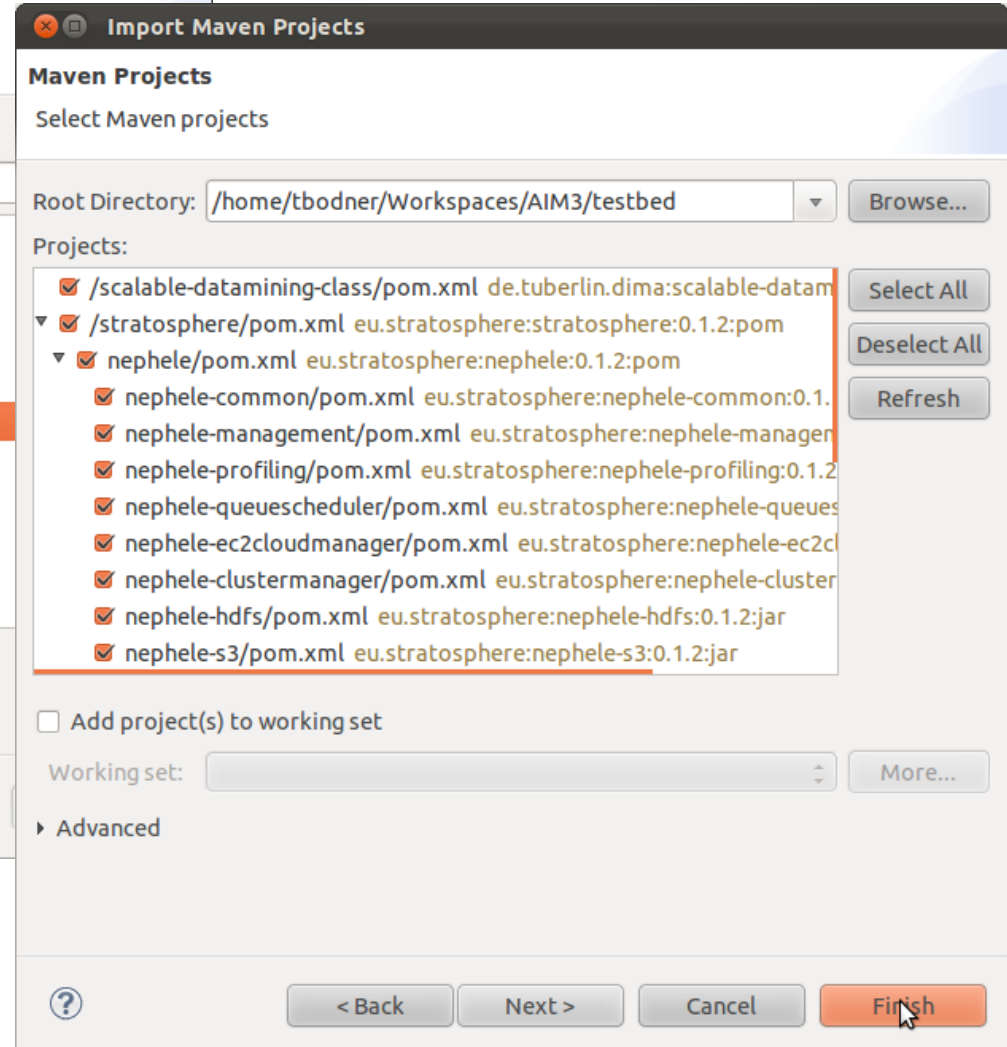 Import Maven Projects
Maven Projects
Select Maven projects
Root Directory: /home/tbodner/Workspaces/AIM3/testbed Browse...
Projects:
/scalable-datamining-class/pom.xml de.tuberlin.dima:scalable-datam
/stratosphere/pom.xml eu.stratosphere:stratosphere:0.1.2:pom
nephele/pom.xml eu.stratosphere:nephele:0.1.2:pom
nephele-common/pom.xml eu.stratosphere:nephele-common:0.1.
nephele-management/pom.xml eu.stratosphere:nephele-managem
nephele-profiling/pom.xml eu.stratosphere:nephele-profiling:0.1.2
nephele-queuescheduler/pom.xml eu.stratosphere:nephele-queues
nephele-ec2cloudmanager/pom.xml eu.stratosphere:nephele-ec2cl
nephele-clustermanager/pom.xml eu.stratosphere:nephele-cluster
nephele-hdfs/pom.xml eu.stratosphere:nephele-hdfs:0.1.2:jar
nephele-s3/pom.xml eu.stratosphere:nephele-s3:0.1.2:jar
Select All
Deselect All
Refresh
Add project(s) to working set
Working set: More...
Advanced
? < Back Next > Cancel Finish